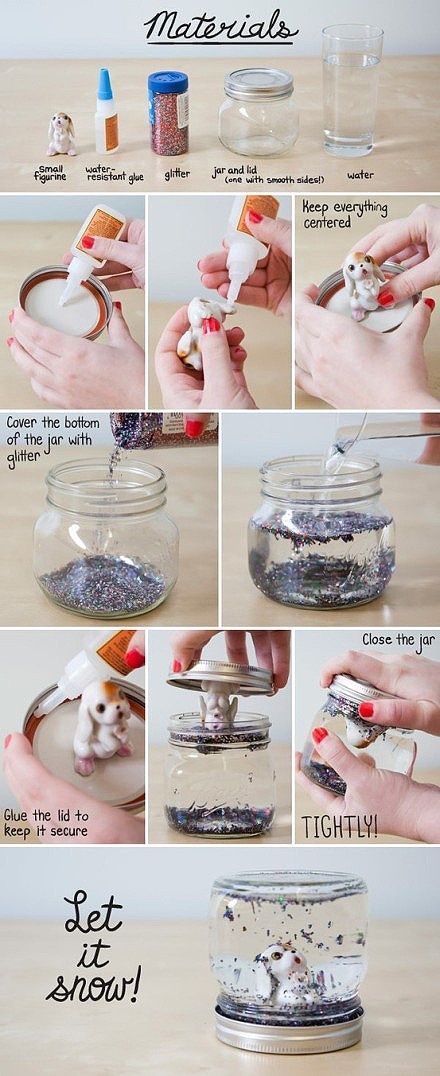 Materials
small
figurine
water-
resistant glue
glitter
jar and lid
(one with smooth sides!)
water
Keep everything
centered
Cover the bottom
of the jar with
glitter
Glue the lid to
keep it secure
Close the jar
TIGHTLY!
Let
it
snow!